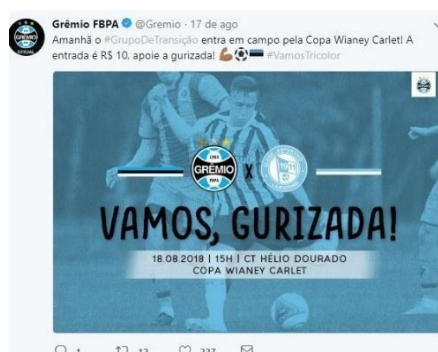 Grêmio FBPA @Gremio · 17 de ago
Amanhã o #GrupoDeTransição entra em campo pela Copa Wianey Carlet! A
entrada é R$ 10, apoie a gurizada! #VamosTricolor
GRÊMIO
FBPA
X
VAMOS, GURIZADA!
18.08.2018 | 15H | CT HÉLIO DOURADO
COPA WIANEY CARLET